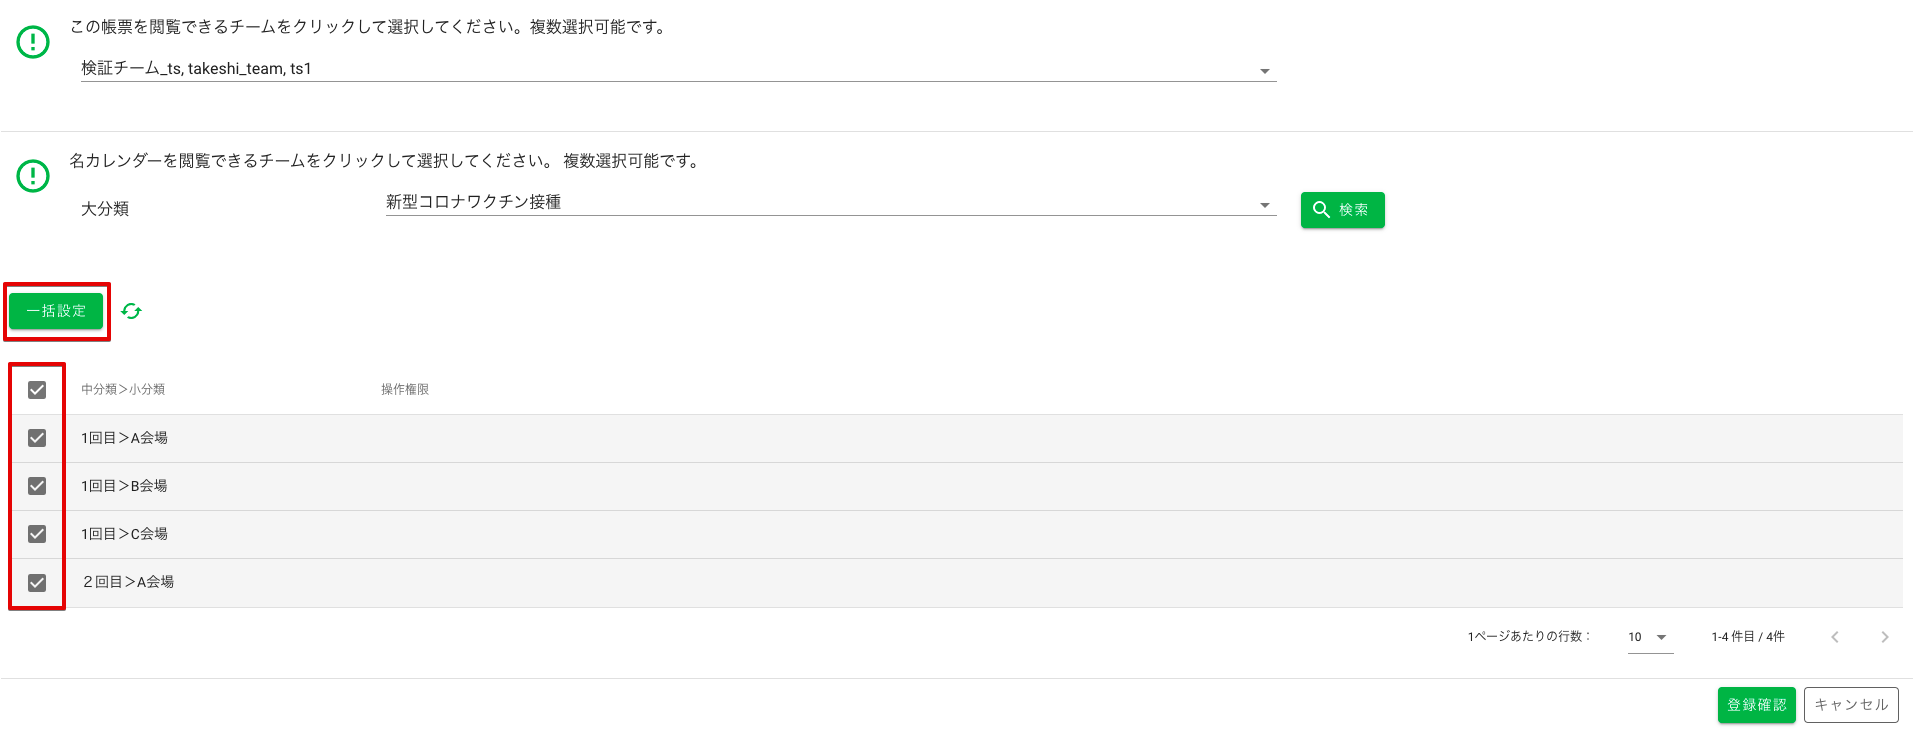 この帳票を閲覧できるチームをクリックして選択してください。複数選択可能です。
検証チーム_ts, takeshi_team, ts1
名カレンダーを閲覧できるチームをクリックして選択してください。 複数選択可能です。
大分類
新型コロナワクチン接種
検索
一括設定
中分類＞小分類
操作権限
1回目＞A会場
1回目＞B会場
1回目＞C会場
２回目＞A会場
1ページあたりの行数：
10
1-4 件目 / 4件
登録確認
キャンセル